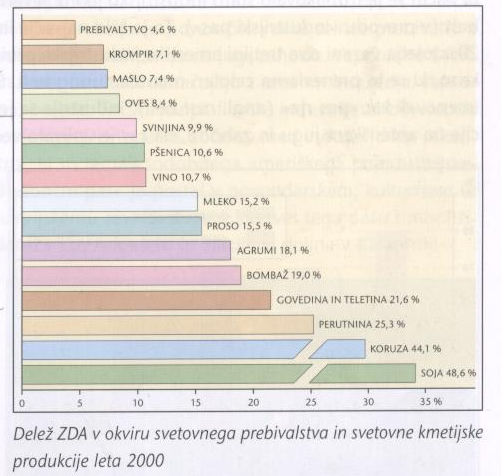 PREBIVALSTVO 4,6 %
KROMPIR 7,1 %
MASLO 7,4 %
OVES 8,4 %
SVINJINA 9,9 %
PŠENICA 10,6 %
VINO 10,7 %
MLEKO 15,2 %
PROSO 15,5 %
AGRUMI 18,1 %
BOMBAŽ 19,0 %
GOVEDINA IN TELETINA 21,6 %
PERUTNINA 25,3 %
KORUZA 44,1 %
SOJA 48,6 %
0 5 10 15 20 25 30 35 %
Delež ZDA v okviru svetovnega prebivalstva in svetovne kmetijske
produkcije leta 2000